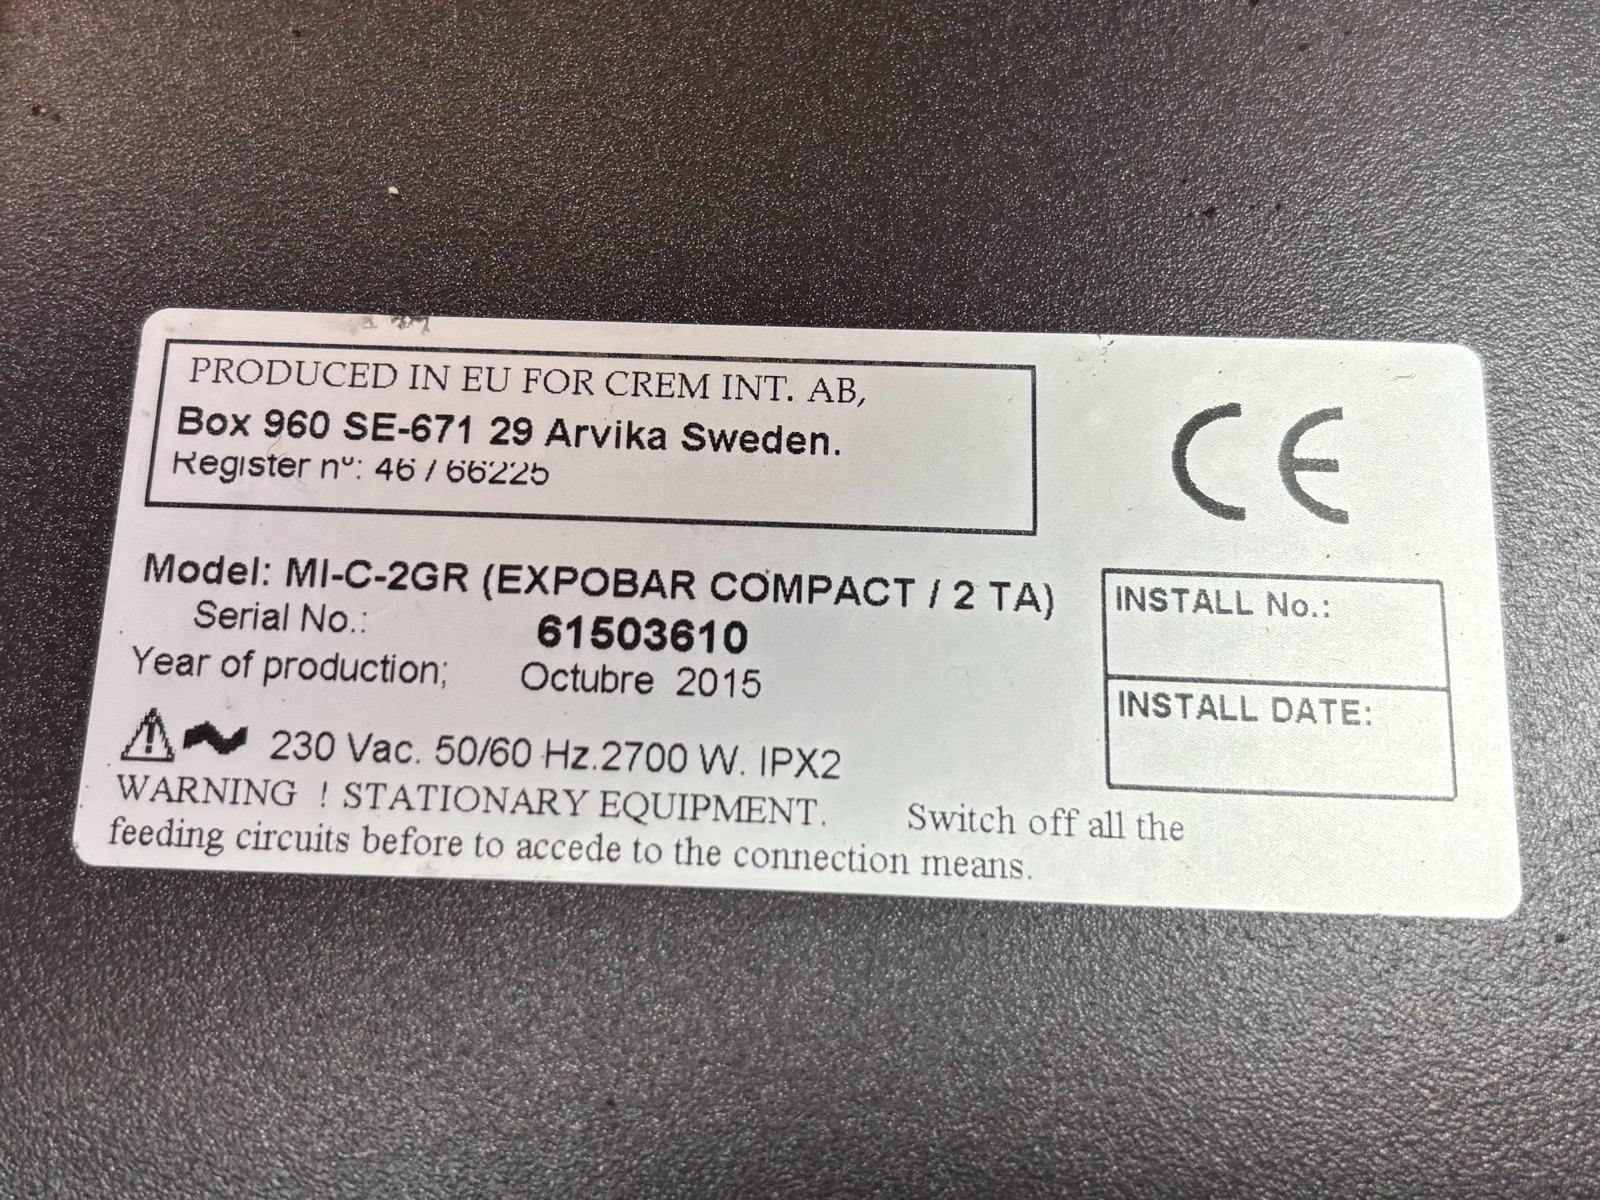 PRODUCED IN EU FOR CREM INT. AB,
Box 960 SE-671 29 Arvika Sweden.
Register nº: 46 / 66225
CE
Model: MI-C-2GR (EXPOBAR COMPACT / 2 TA)
Serial No.: 61503610
Year of production; Octubre 2015
INSTALL No.:
INSTALL DATE:
230 Vac. 50/60 Hz.2700 W. IPX2
WARNING ! STATIONARY EQUIPMENT. Switch off all the
feeding circuits before to accede to the connection means.